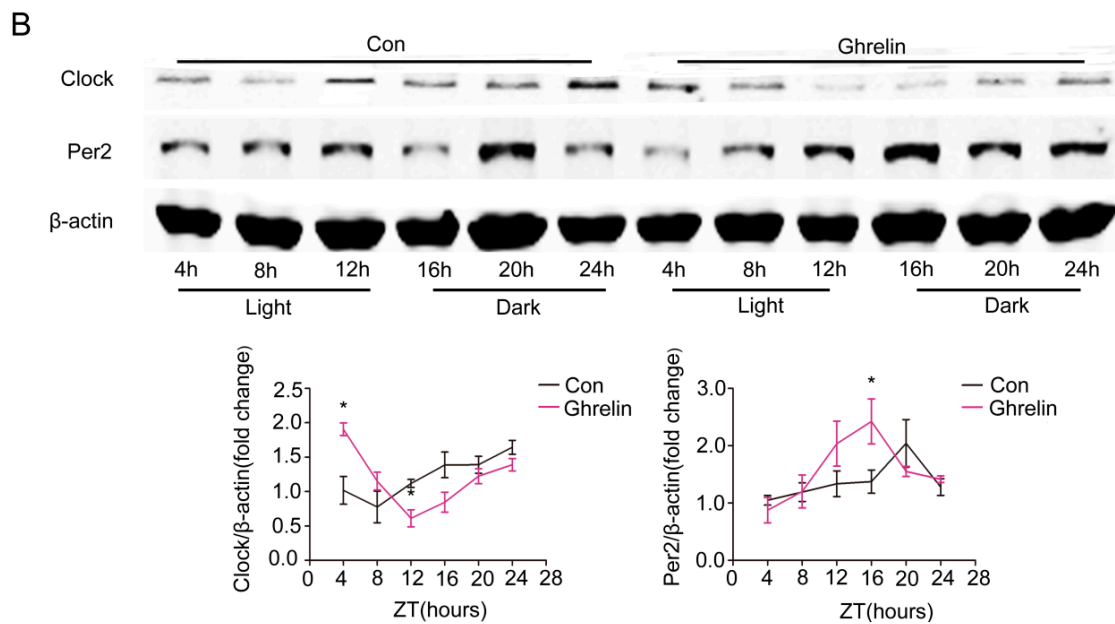 B
Con Ghrelin
Clock
Per2
β-actin
4h 8h 12h 16h 20h 24h 4h 8h 12h 16h 20h 24h
Light Dark Light Dark
Clock/β-actin(fold change)
2.5
2.0
1.5
1.0
0.5
0.0
*
*
Con
Ghrelin
0 4 8 12 16 20 24 28
ZT(hours)
Per2/β-actin(fold change)
3.0
2.0
1.0
0.0
*
Con
Ghrelin
0 4 8 12 16 20 24 28
ZT(hours)